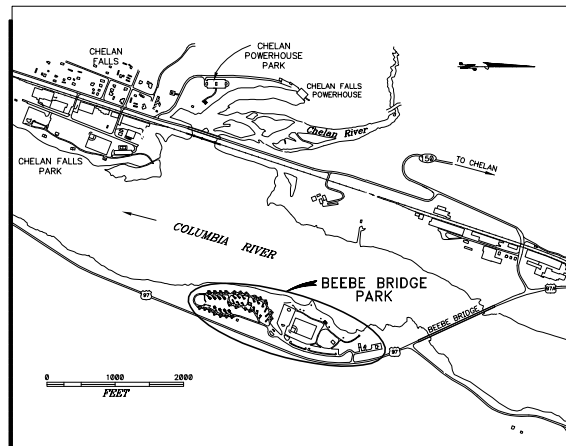 CHELAN
FALLS
CHELAN
POWERHOUSE
PARK
CHELAN FALLS
POWERHOUSE
Chelan River
150
TO CHELAN
CHELAN FALLS
PARK
COLUMBIA RIVER
BEEBE BRIDGE
PARK
97
97A
BEEBE BRIDGE
97
0 1000 2000
FEET